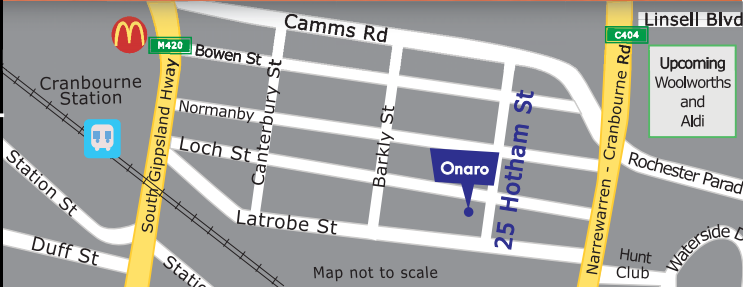 Camms Rd
Linsell Blvd
M420
C404
Bowen St
Upcoming
Woolworths
and
Aldi
Cranbourne
Station
South Gippsland Hway
Canterbury St
Normanby
Barkly St
25 Hotham St
Narrewarren - Cranbourne Rd
Loch St
Onaro
Rochester Parad
Station St
Latrobe St
Duff St
Hunt
Club
Waterside D
Static
Map not to scale